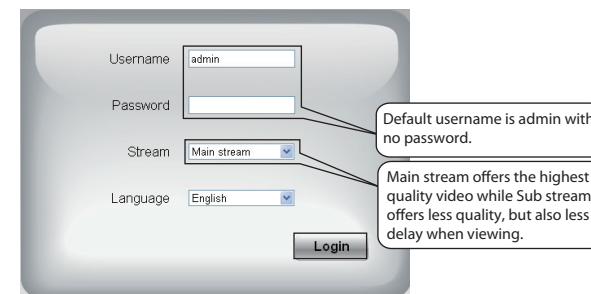 Username admin
Password
Default username is admin with
no password.
Stream Main stream
Main stream offers the highest
quality video while Sub stream
offers less quality, but also less
delay when viewing.
Language English
Login